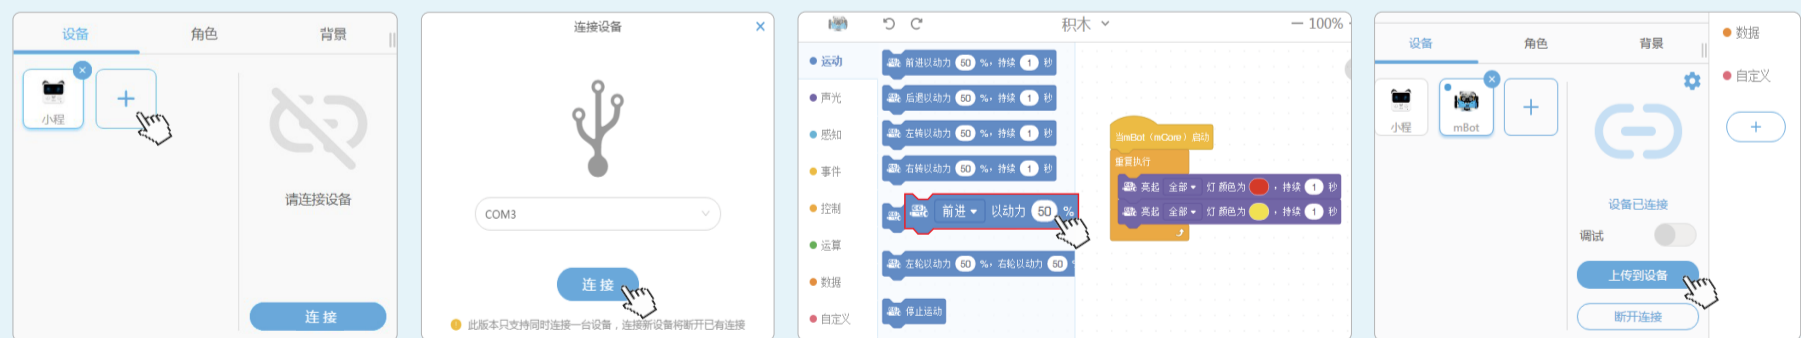 设备 角色 背景
小程
请连接设备
连接
连接设备
COM3
连接
此版本只支持同时连接一台设备，连接新设备将断开已有连接
积木
100%
运动
声光
感知
事件
控制
运算
数据
自定义
前进以动力 50 %，持续 1 秒
后退以动力 50 %，持续 1 秒
左转以动力 50 %，持续 1 秒
右转以动力 50 %，持续 1 秒
前进 以动力 50 %
左轮以动力 50 %，右轮以动力 50
停止运动
当mBot（mCore）启动
重复执行
亮起 全部 灯 颜色为 ，持续 1 秒
亮起 全部 灯 颜色为 ，持续 1 秒
设备 角色 背景
小程
mBot
设备已连接
调试
上传到设备
断开连接
数据
自定义